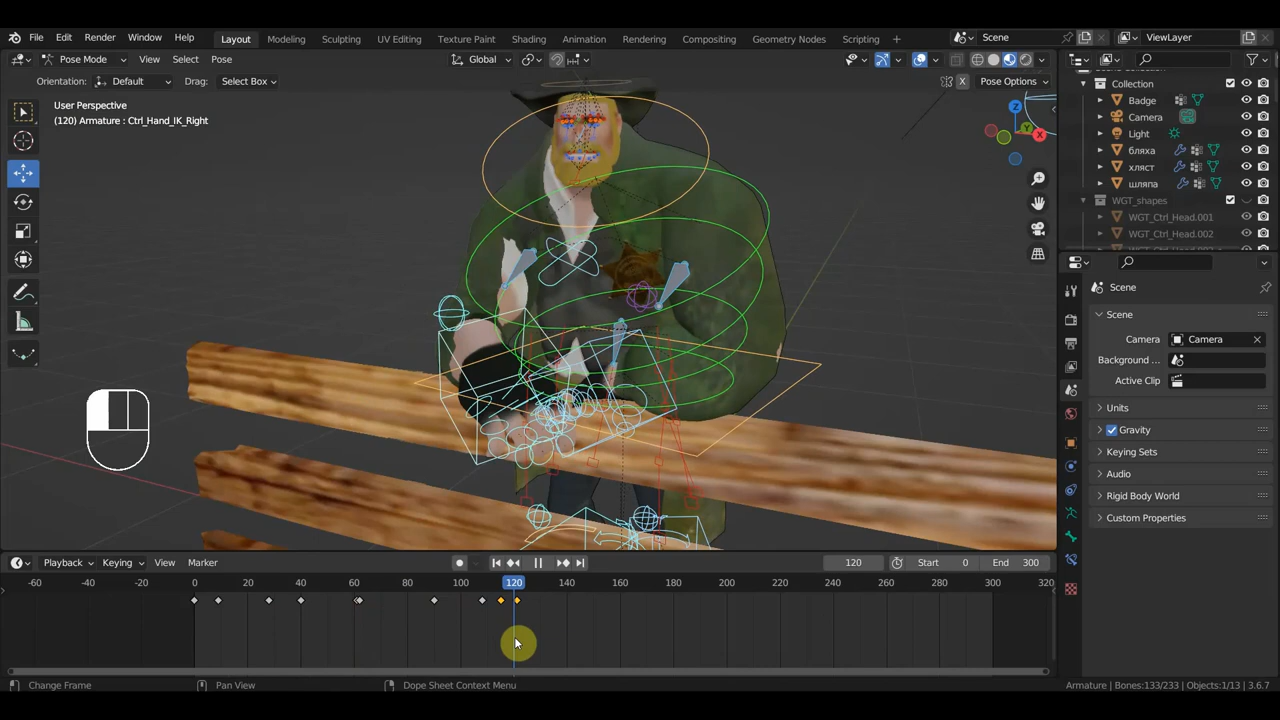 File Edit Render Window Help Layout Modeling Sculpting UV Editing Texture Paint Shading Animation Rendering Compositing Geometry Nodes Scripting + Scene ViewLayer
Pose Mode View Select Pose Global
Orientation: Default Drag: Select Box X Pose Options
User Perspective
(120) Armature : Ctrl_Hand_IK_Right
Z
Y
X
Collection
Badge
Camera
Light
бляха
хляст
шляпа
WGT_shapes
WGT_Ctrl_Head.001
WGT_Ctrl_Head.002
Scene
Scene
Camera Camera
Background ...
Active Clip
Units
Gravity
Keying Sets
Audio
Rigid Body World
Custom Properties
Playback Keying View Marker 120 Start 0 End 300
-60 -40 -20 0 20 40 60 80 100 120 140 160 180 200 220 240 260 280 300 320
Change Frame Pan View Dope Sheet Context Menu Armature | Bones:133/233 | Objects:1/13 | 3.6.7